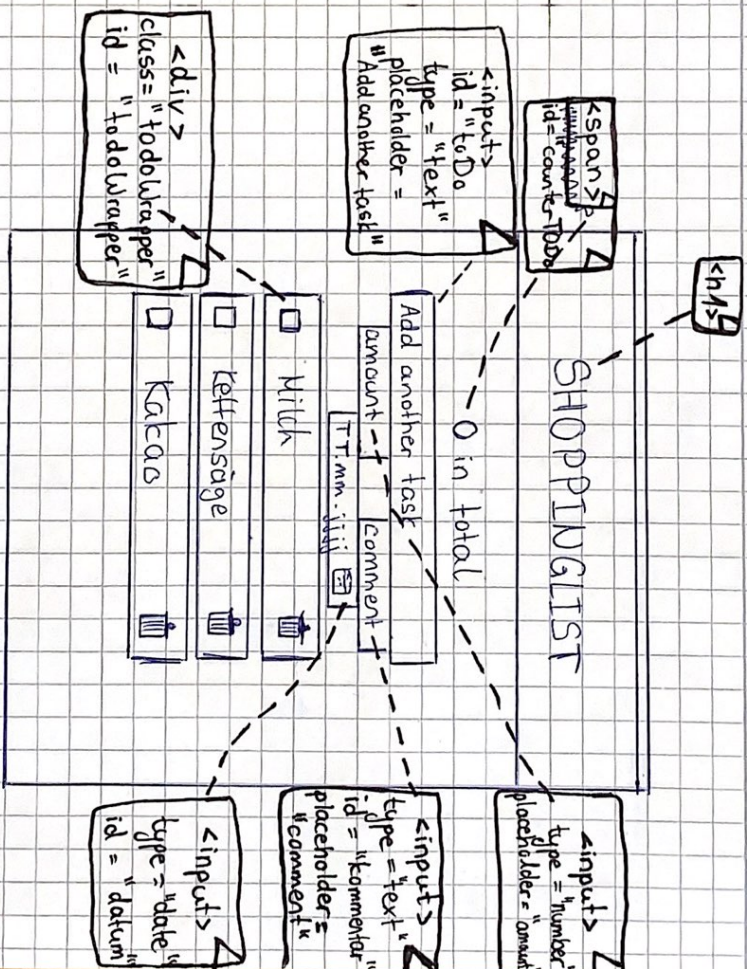 <h1>
SHOPPINGLIST
<span>
id="counterToDo
0 in total
<input>
id = "toDo
type = "text"
placeholder =
"Add another task"
Add another task
amount
comment
TT.mm.jjjj
<div>
class= "todoWrapper"
id = "todoWrapper"
Milch
Kettensäge
Kakao
<input>
type = "number"
placeholder = "amount
<input>
type = "text"
id = "kommentar"
placeholder =
"comment"
<input>
type = "date"
id = "datum"